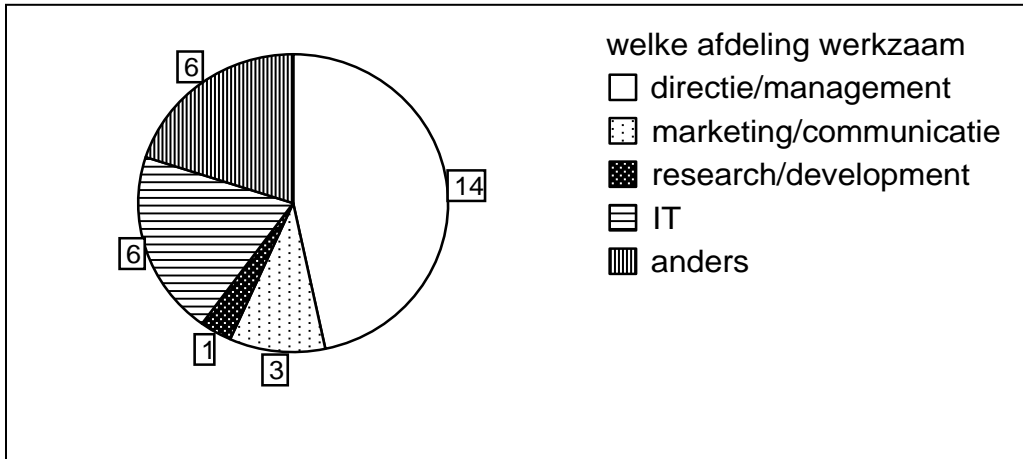 6
14
6
1
3
welke afdeling werkzaam
directie/management
marketing/communicatie
research/development
IT
anders